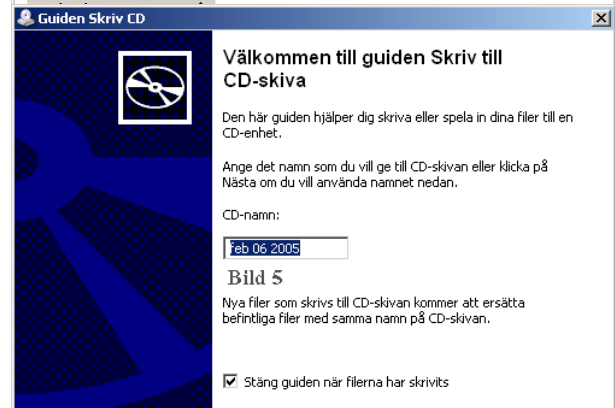 Guiden Skriv CD
Välkommen till guiden Skriv till
CD-skiva
Den här guiden hjälper dig skriva eller spela in dina filer till en
CD-enhet.
Ange det namn som du vill ge till CD-skivan eller klicka på
Nästa om du vill använda namnet nedan.
CD-namn:
feb 06 2005
Bild 5
Nya filer som skrivs till CD-skivan kommer att ersätta
befintliga filer med samma namn på CD-skivan.
Stäng guiden när filerna har skrivits